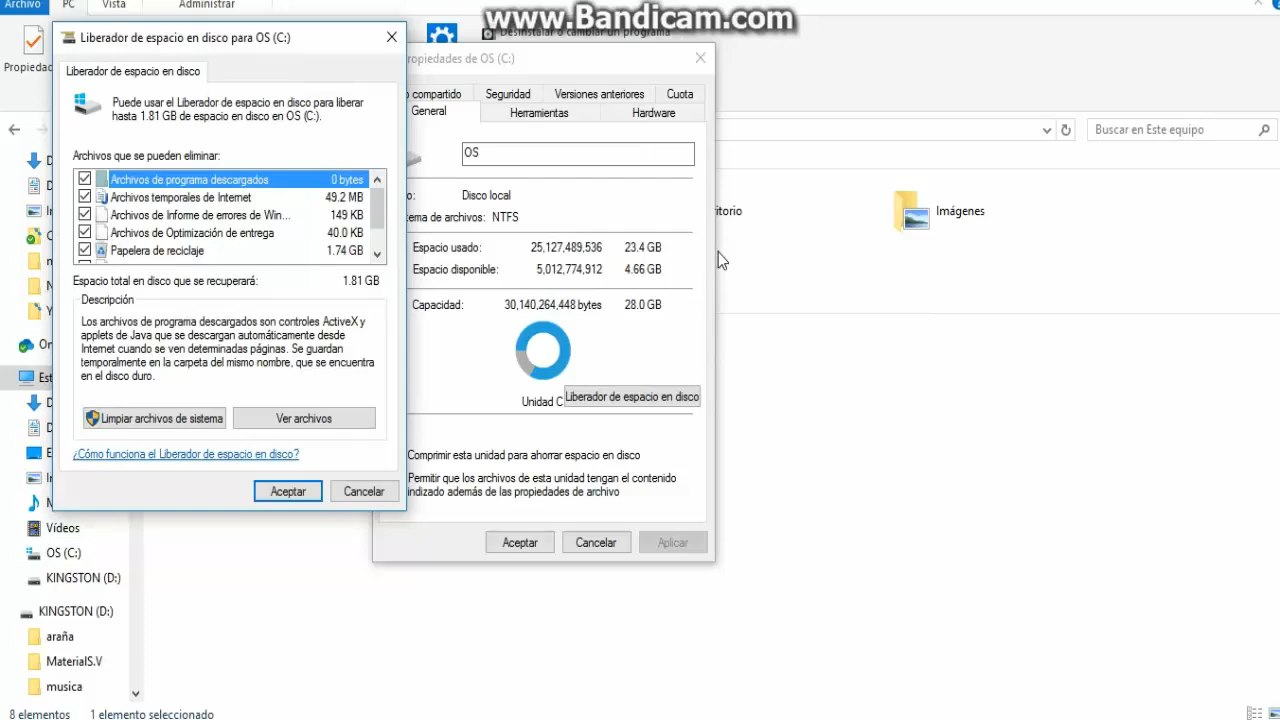 Archivo
PC
Vista
Administrar
www.Bandicam.com
Desinstalar o cambiar un programa
Propiedad
Liberador de espacio en disco para OS (C:)
Liberador de espacio en disco
Puede usar el Liberador de espacio en disco para liberar
hasta 1.81 GB de espacio en disco en OS (C:).
Archivos que se pueden eliminar:
Archivos de programa descargados 0 bytes
Archivos temporales de Internet 49.2 MB
Archivos de Informe de errores de Win... 149 KB
Archivos de Optimización de entrega 40.0 KB
Papelera de reciclaje 1.74 GB
Espacio total en disco que se recuperará: 1.81 GB
Descripción
Los archivos de programa descargados son controles ActiveX y
applets de Java que se descargan automáticamente desde
Internet cuando se ven determinadas páginas. Se guardan
temporalmente en la carpeta del mismo nombre, que se encuentra
en el disco duro.
Limpiar archivos de sistema
Ver archivos
¿Cómo funciona el Liberador de espacio en disco?
Aceptar
Cancelar
ropiedades de OS (C:)
o compartido
Seguridad
Versiones anteriores
Cuota
General
Herramientas
Hardware
OS
o: Disco local
ema de archivos: NTFS
Espacio usado: 25,127,489,536 23.4 GB
Espacio disponible: 5,012,774,912 4.66 GB
Capacidad: 30,140,264,448 bytes 28.0 GB
Unidad C
Liberador de espacio en disco
Comprimir esta unidad para ahorrar espacio en disco
Permitir que los archivos de esta unidad tengan el contenido
indizado además de las propiedades de archivo
Aceptar
Cancelar
Aplicar
Buscar en Este equipo
ritorio
Imágenes
D
D
In
C
m
N
Y
On
Est
D
D
E
In
M
Vídeos
OS (C:)
KINGSTON (D:)
KINGSTON (D:)
araña
MaterialS.V
musica
8 elementos
1 elemento seleccionado